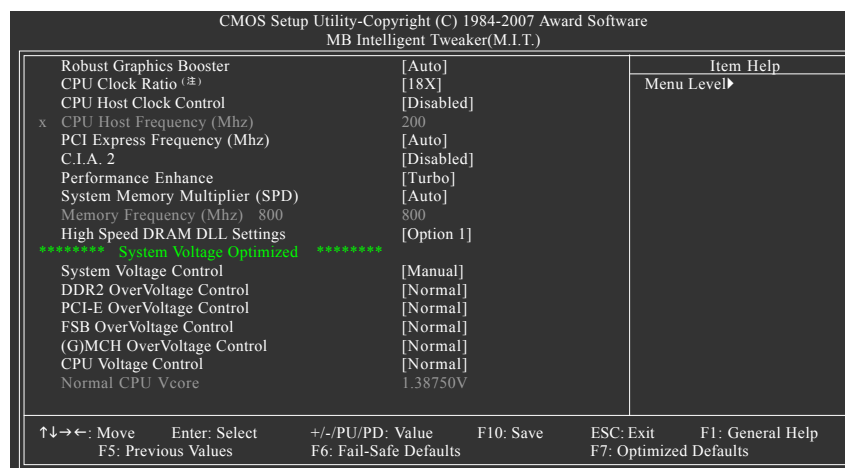 CMOS Setup Utility-Copyright (C) 1984-2007 Award Software
MB Intelligent Tweaker(M.I.T.)
Robust Graphics Booster [Auto] Item Help
CPU Clock Ratio (注) [18X] Menu Level▶
CPU Host Clock Control [Disabled]
x CPU Host Frequency (Mhz) 200
PCI Express Frequency (Mhz) [Auto]
C.I.A. 2 [Disabled]
Performance Enhance [Turbo]
System Memory Multiplier (SPD) [Auto]
Memory Frequency (Mhz) 800 800
High Speed DRAM DLL Settings [Option 1]
******** System Voltage Optimized ********
System Voltage Control [Manual]
DDR2 OverVoltage Control [Normal]
PCI-E OverVoltage Control [Normal]
FSB OverVoltage Control [Normal]
(G)MCH OverVoltage Control [Normal]
CPU Voltage Control [Normal]
Normal CPU Vcore 1.38750V
↑↓→←: Move Enter: Select +/-/PU/PD: Value F10: Save ESC: Exit F1: General Help
F5: Previous Values F6: Fail-Safe Defaults F7: Optimized Defaults